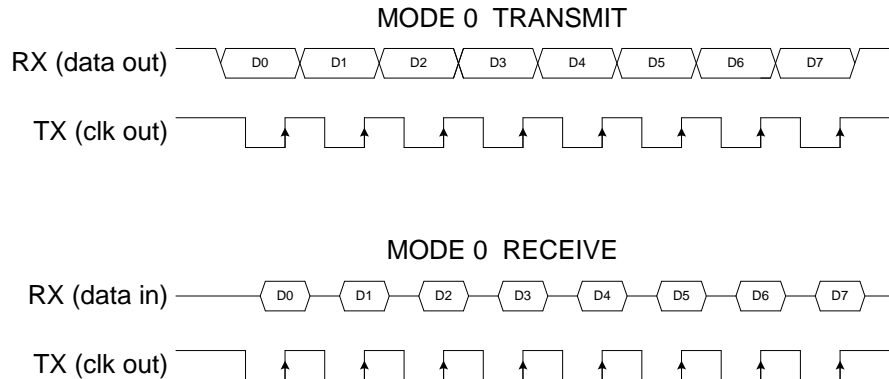 MODE 0 TRANSMIT
RX (data out) D0 D1 D2 D3 D4 D5 D6 D7
TX (clk out)
MODE 0 RECEIVE
RX (data in) D0 D1 D2 D3 D4 D5 D6 D7
TX (clk out)